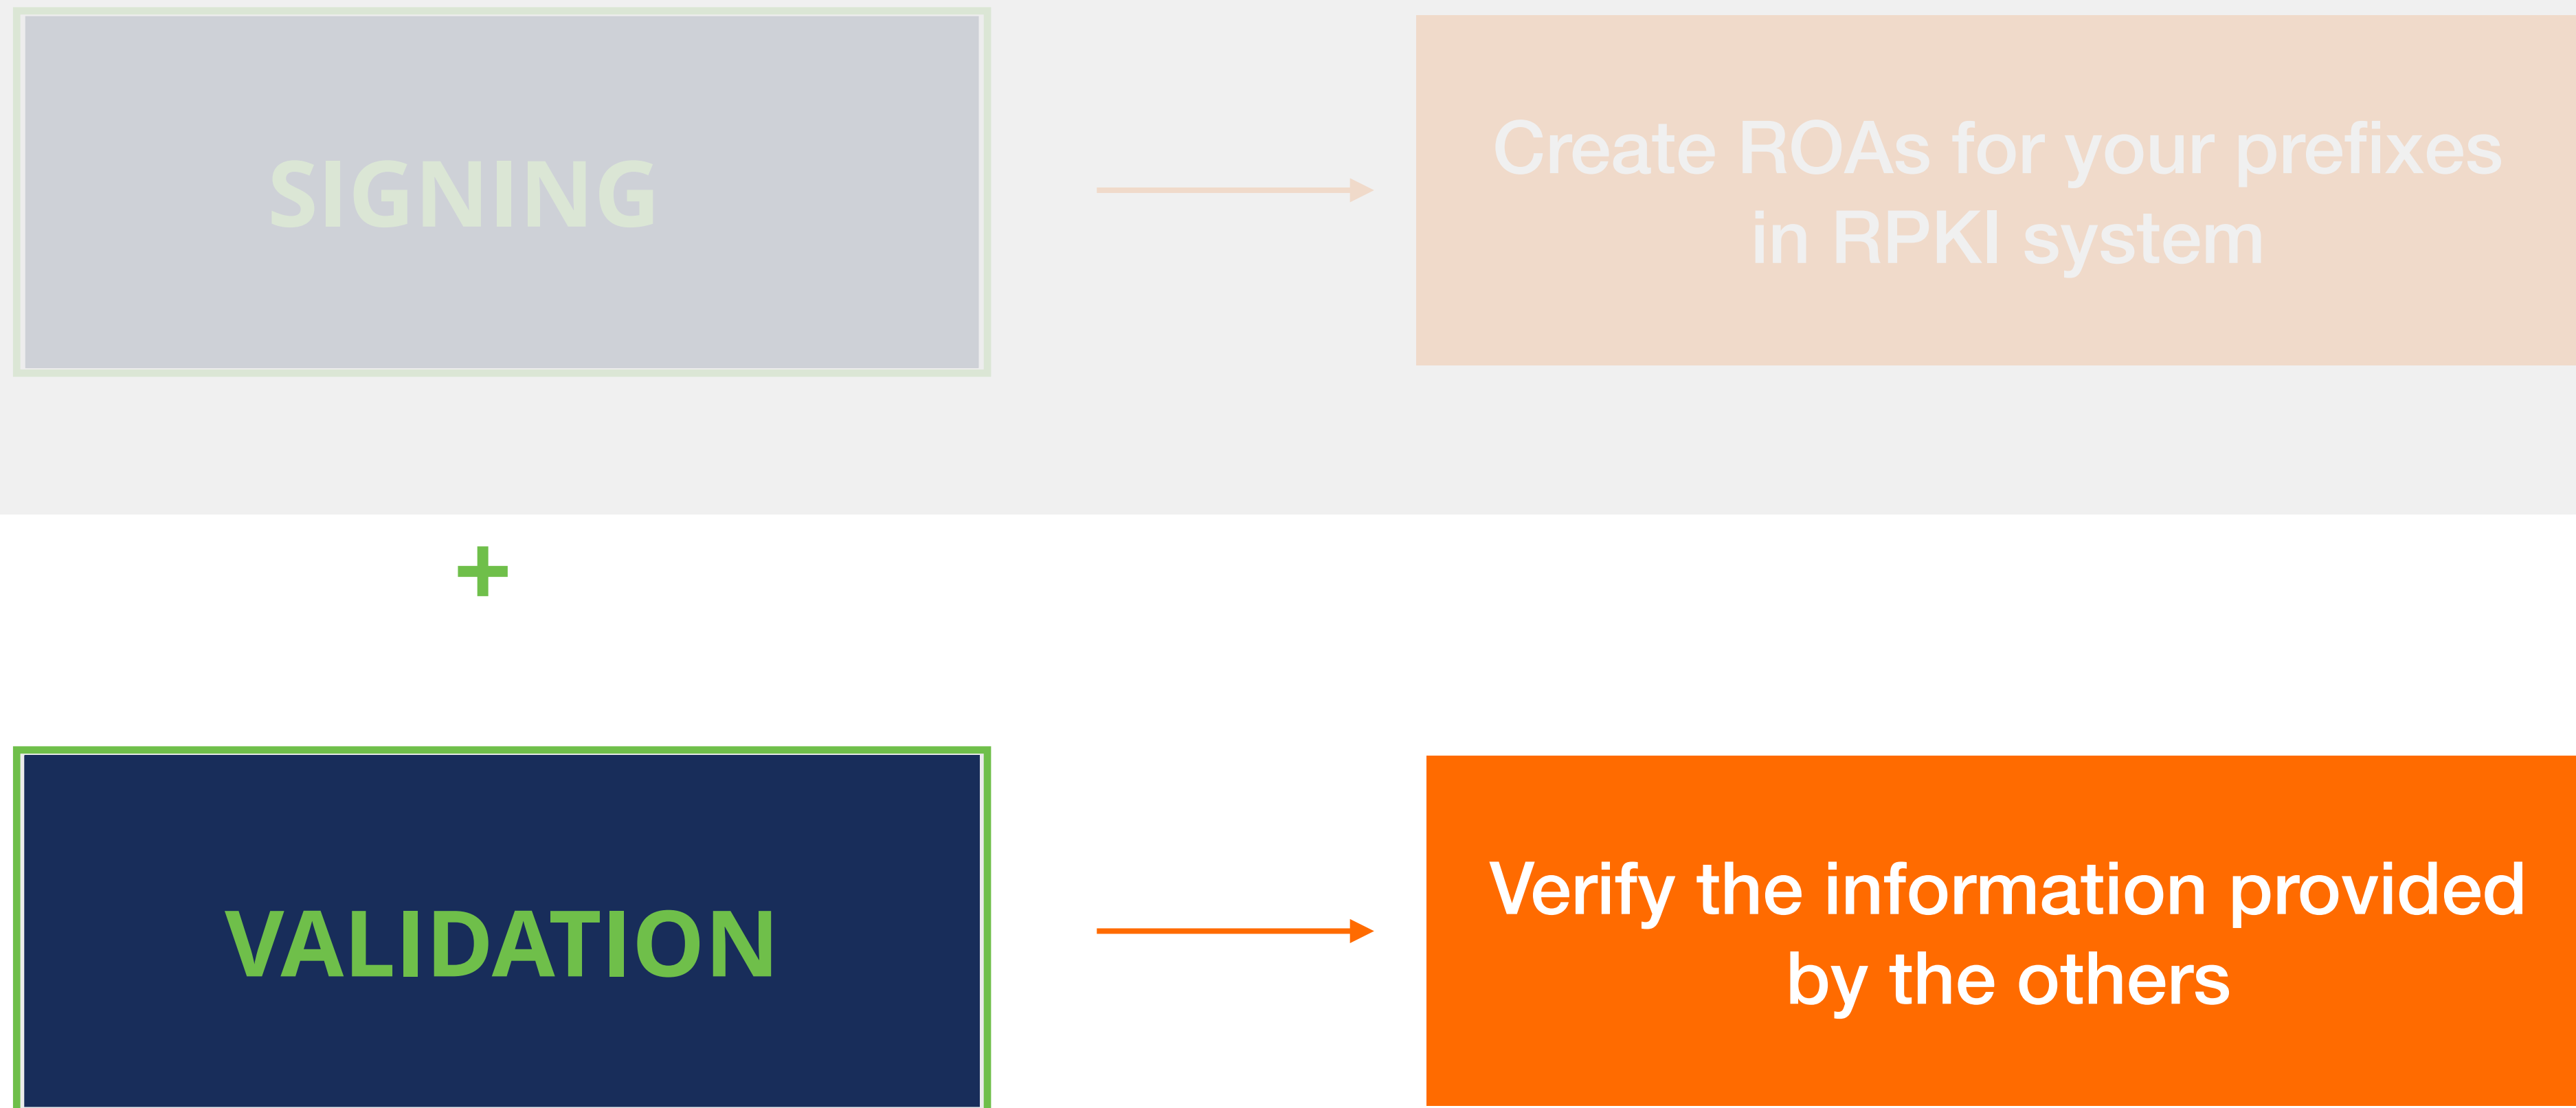 SIGNING
Create ROAs for your prefixes
in RPKI system
+
VALIDATION
Verify the information provided
by the others